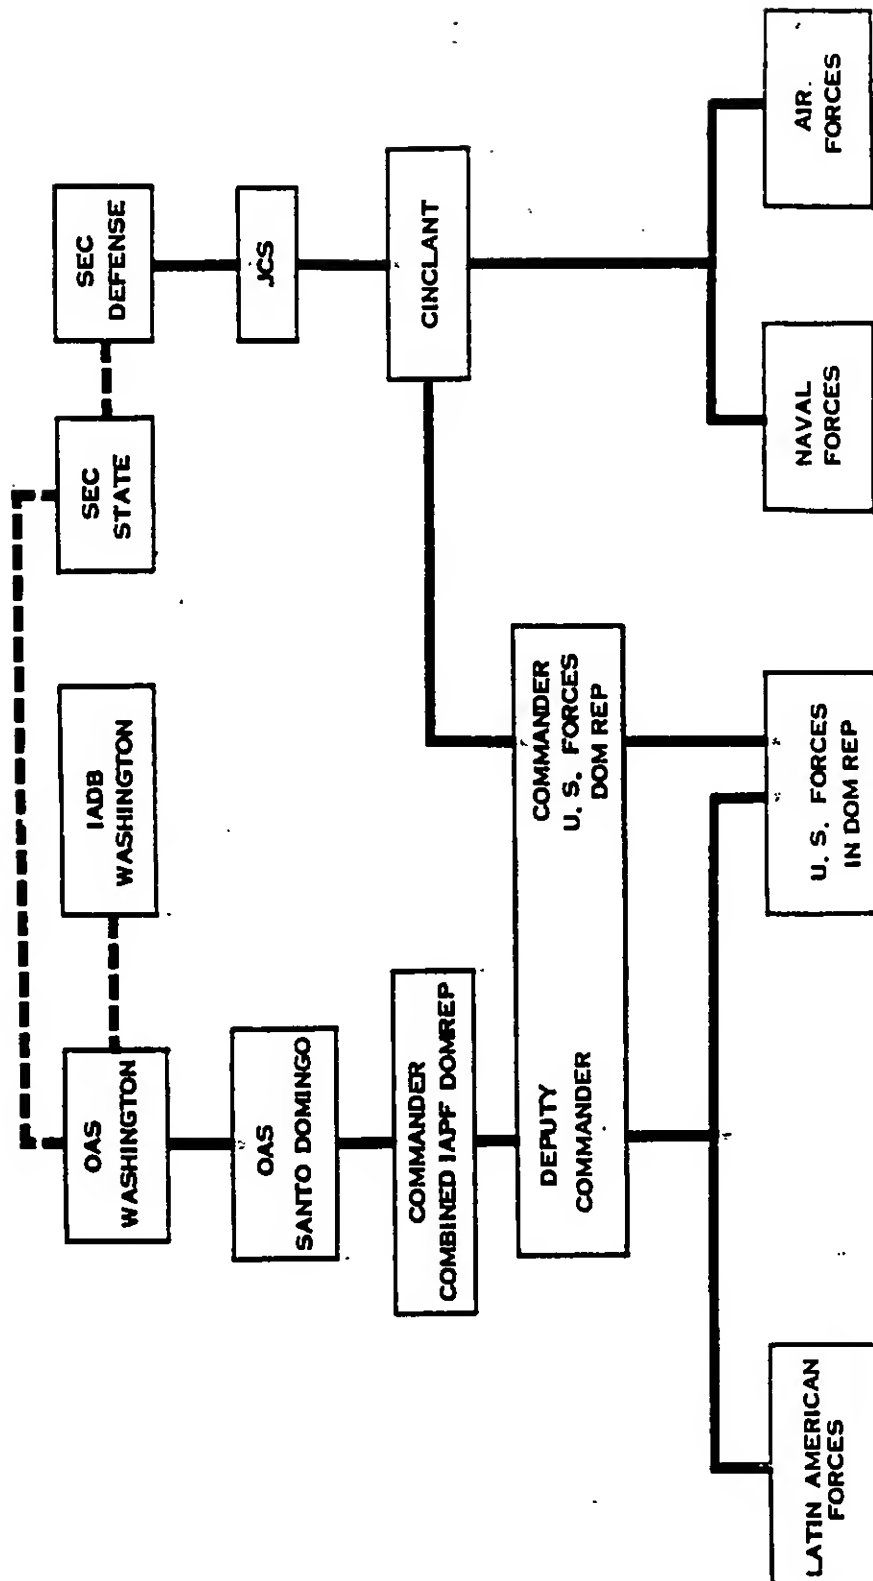 OAS
WASHINGTON
IADB
WASHINGTON
SEC
STATE
SEC
DEFENSE
OAS
SANTO DOMINGO
JCS
COMMANDER
COMBINED IAPF DOMREP
CINCLANT
DEPUTY
COMMANDER
COMMANDER
U. S. FORCES
DOM REP
LATIN AMERICAN
FORCES
U. S. FORCES
IN DOM REP
NAVAL
FORCES
AIR.
FORCES